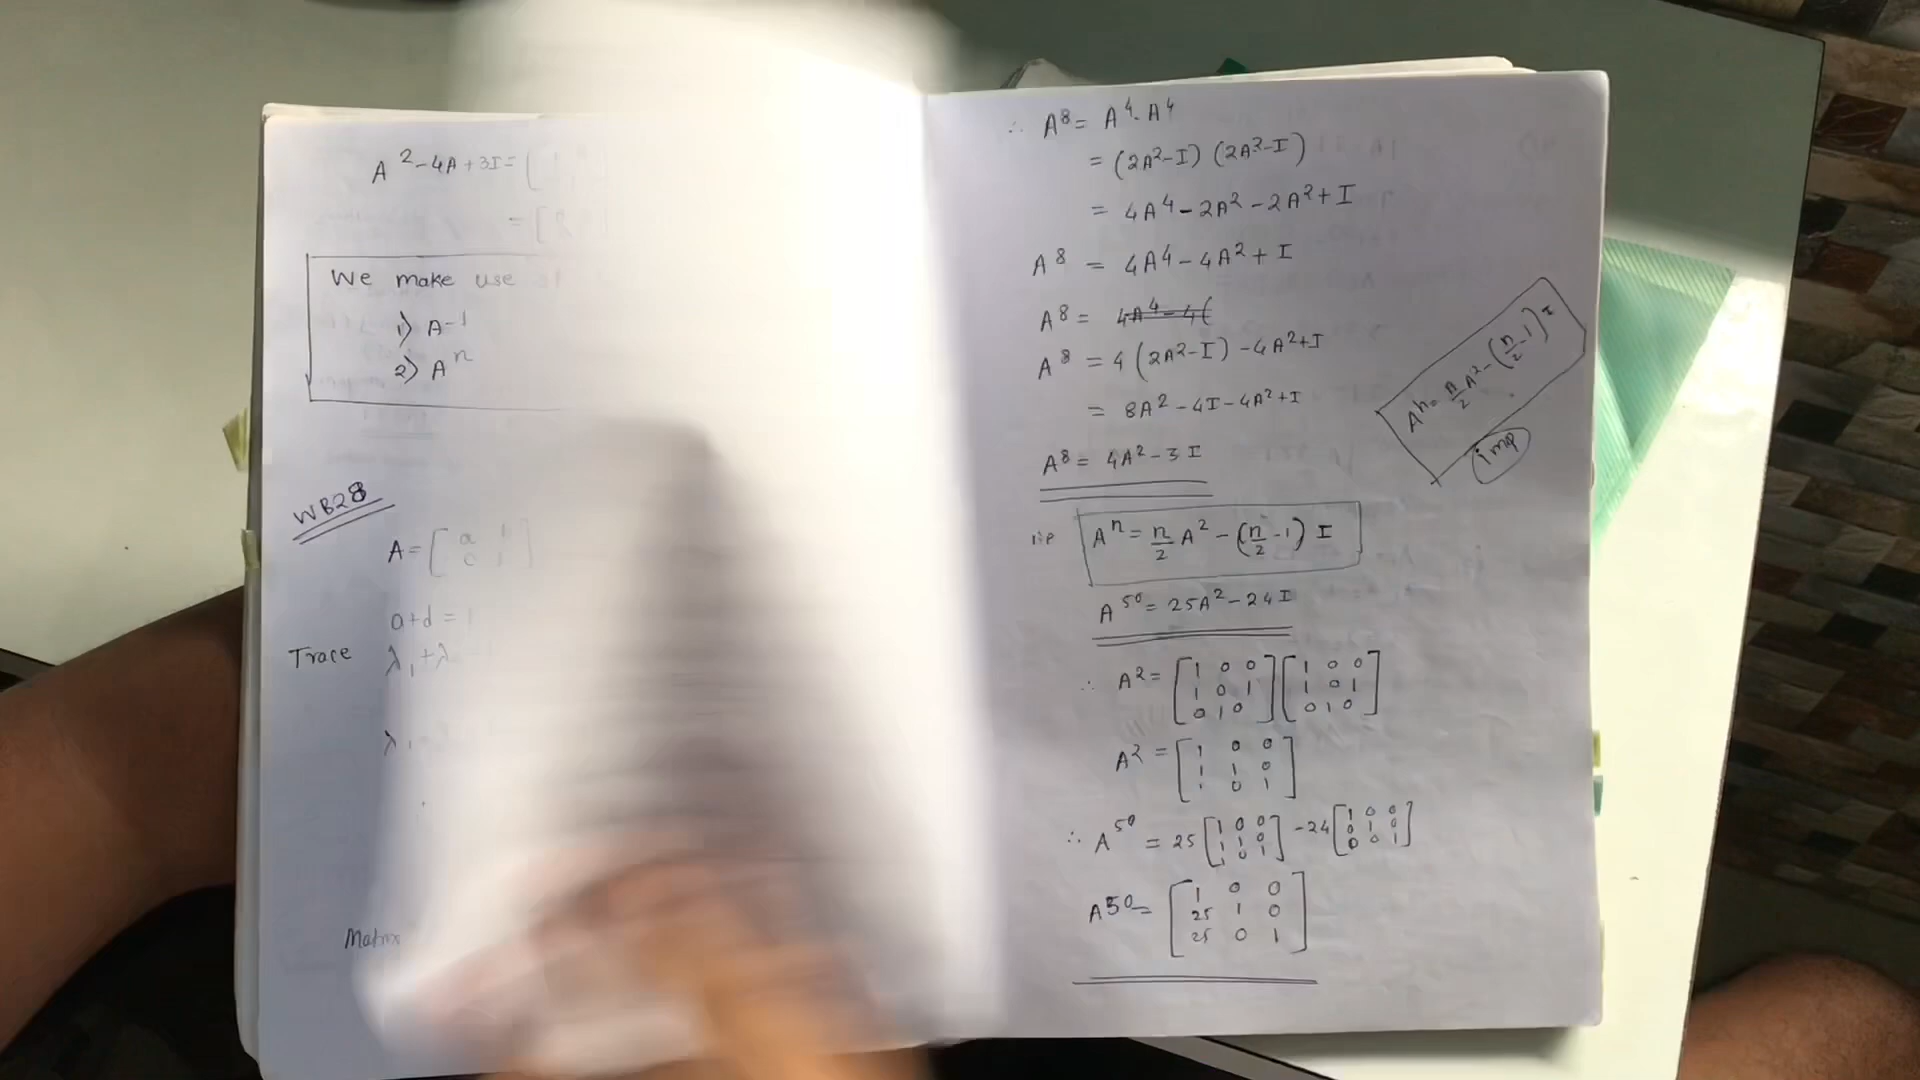 A² - 4A + 3I =
We make use
1) A⁻¹
2) Aⁿ
WB28
A =
a + d =
Trace λ₁ + λ
λ₁
∴ A⁸ = A⁴. A⁴
= (2A² - I) (2A² - I)
= 4A⁴ - 2A² - 2A² + I
A⁸ = 4A⁴ - 4A² + I
A⁸ = 4A⁴ - 4(
A⁸ = 4 (2A² - I) - 4A² + I
= 8A² - 4I - 4A² + I
A⁸ = 4A² - 3I
Aⁿ = n/2 A² - (n/2 - 1) I
imp
i.e Aⁿ = n/2 A² - (n/2 - 1) I
A⁵⁰ = 25A² - 24I
∴ A² = [1 0 0] [1 0 0]
[1 0 1] [1 0 1]
[0 1 0] [0 1 0]
A² = [1 0 0]
[1 1 0]
[1 0 1]
∴ A⁵⁰ = 25 [1 0 0] - 24 [1 0 0]
[1 1 0] [0 1 0]
[1 0 1] [0 0 1]
A⁵⁰ = [1 0 0]
[25 1 0]
[25 0 1]